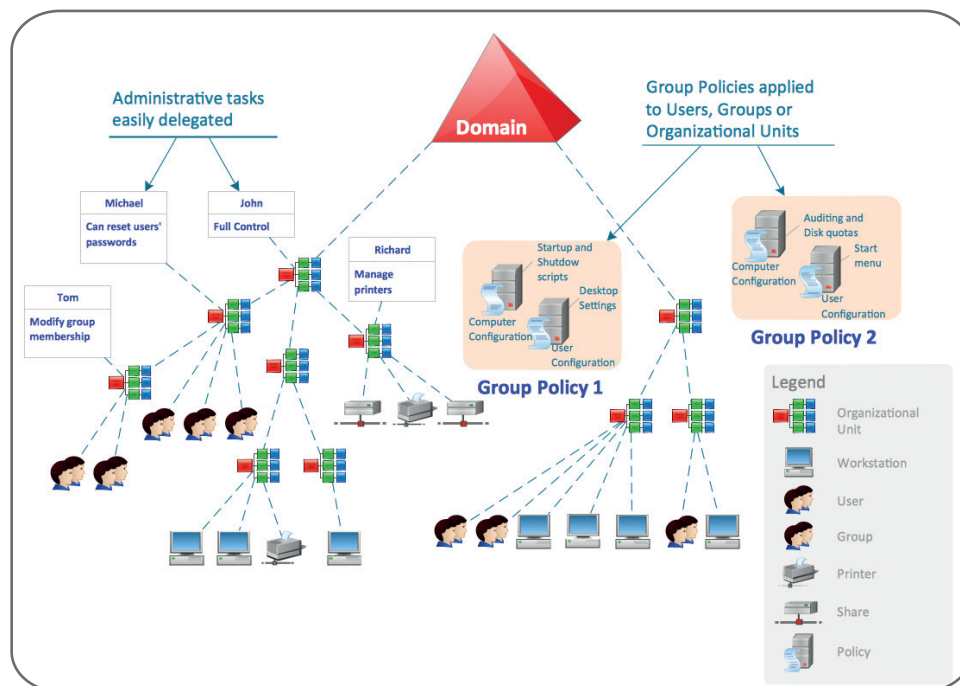 Administrative tasks
easily delegated
Domain
Group Policies applied
to Users, Groups or
Organizational Units
Michael
Can reset users'
passwords
John
Full Control
Richard
Manage
printers
Tom
Modify group
membership
Startup and
Shutdow
scripts
Computer
Configuration
Desktop
Settings
User Configuration
Group Policy 1
Auditing and
Disk quotas
Computer
Configuration
Start
menu
User
Configuration
Group Policy 2
Legend
Organizational
Unit
Workstation
User
Group
Printer
Share
Policy